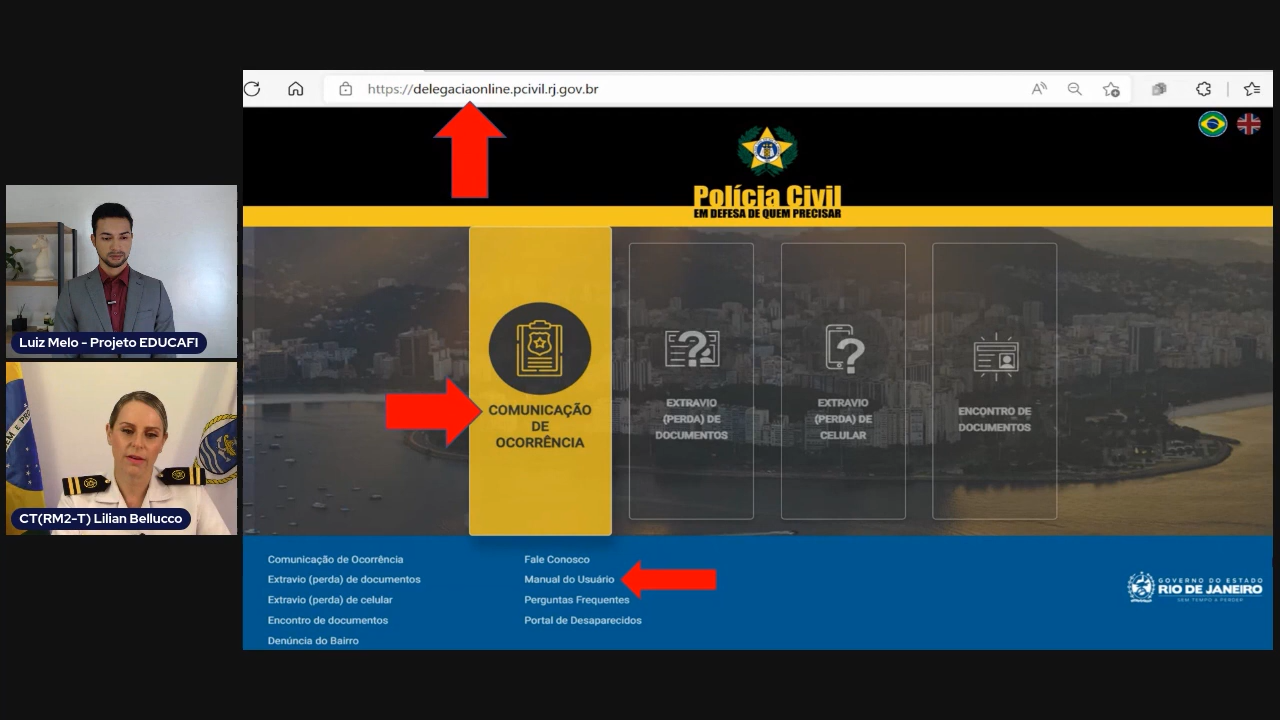 https://delegaciaonline.pcivil.rj.gov.br
Polícia Civil
EM DEFESA DE QUEM PRECISAR
COMUNICAÇÃO
DE
OCORRÊNCIA
EXTRAVIO
(PERDA) DE
DOCUMENTOS
EXTRAVIO
(PERDA) DE
CELULAR
ENCONTRO DE
DOCUMENTOS
Luiz Melo - Projeto EDUCAFI
CT(RM2-T) Lilian Bellucco
Comunicação de Ocorrência
Extravio (perda) de documentos
Extravio (perda) de celular
Encontro de documentos
Denúncia do Bairro
Fale Conosco
Manual do Usuário
Perguntas Frequentes
Portal de Desaparecidos
GOVERNO DO ESTADO
RIO DE JANEIRO
SEM TEMPO A PERDER